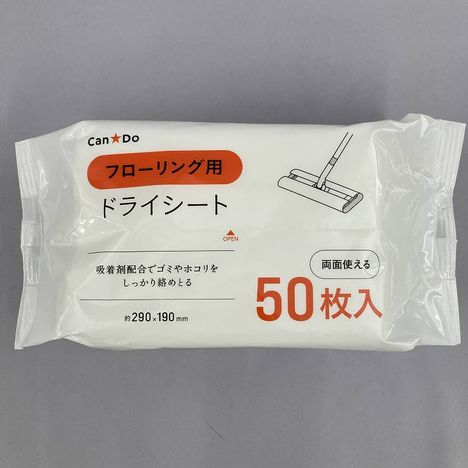 Can★Do
フローリング用
ドライシート
OPEN
吸着剤配合でゴミやホコリを
しっかり絡めとる
約290×190mm
両面使える
50枚入